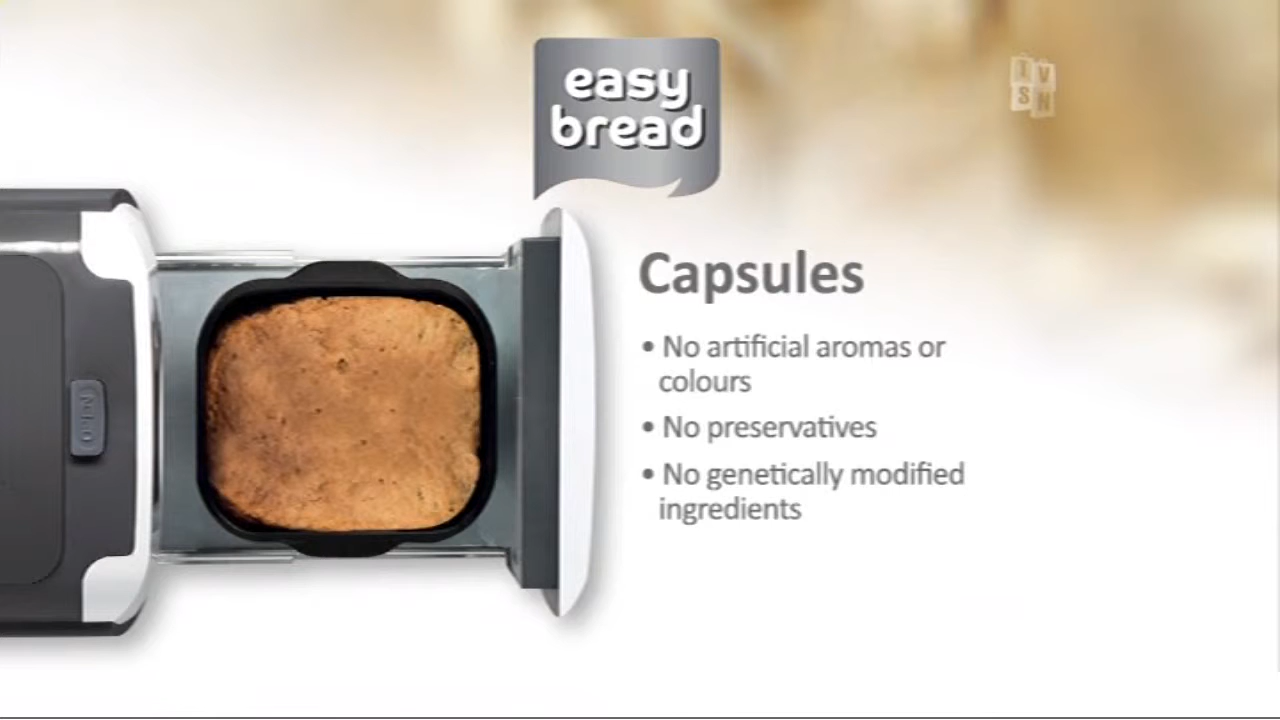 easy
bread
I V
S N
Capsules
• No artificial aromas or
colours
• No preservatives
• No genetically modified
ingredients